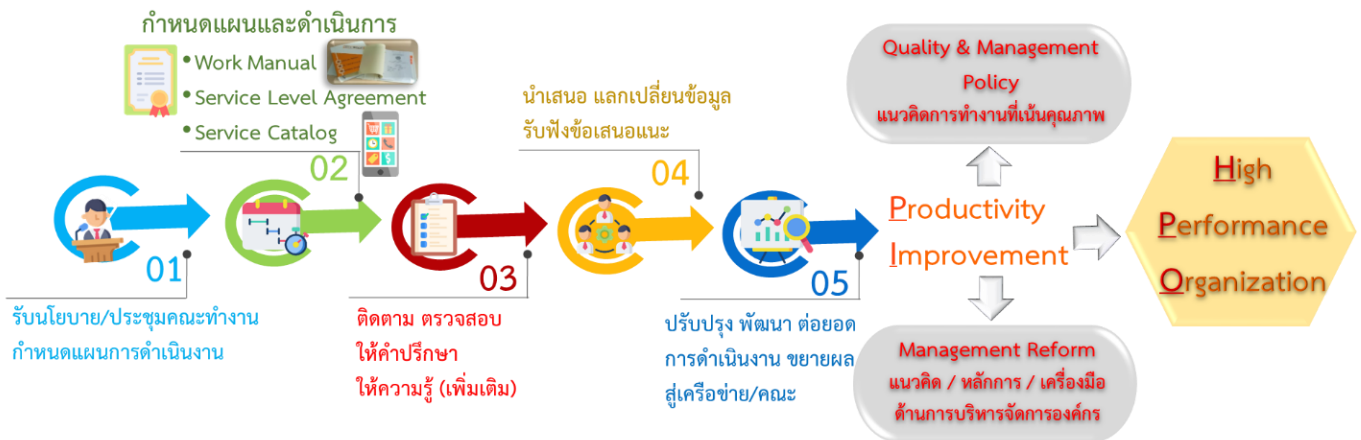 กำหนดแผนและดำเนินการ
• Work Manual
• Service Level Agreement
• Service Catalog
01
รับนโยบาย/ประชุมคณะทำงาน
กำหนดแผนการดำเนินงาน
02
03
ติดตาม ตรวจสอบ
ให้คำปรึกษา
ให้ความรู้ (เพิ่มเติม)
นำเสนอ แลกเปลี่ยนข้อมูล
รับฟังข้อเสนอแนะ
04
05
ปรับปรุง พัฒนา ต่อยอด
การดำเนินงาน ขยายผล
สู่เครือข่าย/คณะ
Quality & Management
Policy
แนวคิดการทำงานที่เน้นคุณภาพ
Productivity
Improvement
Management Reform
แนวคิด / หลักการ / เครื่องมือ
ด้านการบริหารจัดการองค์กร
High
Performance
Organization